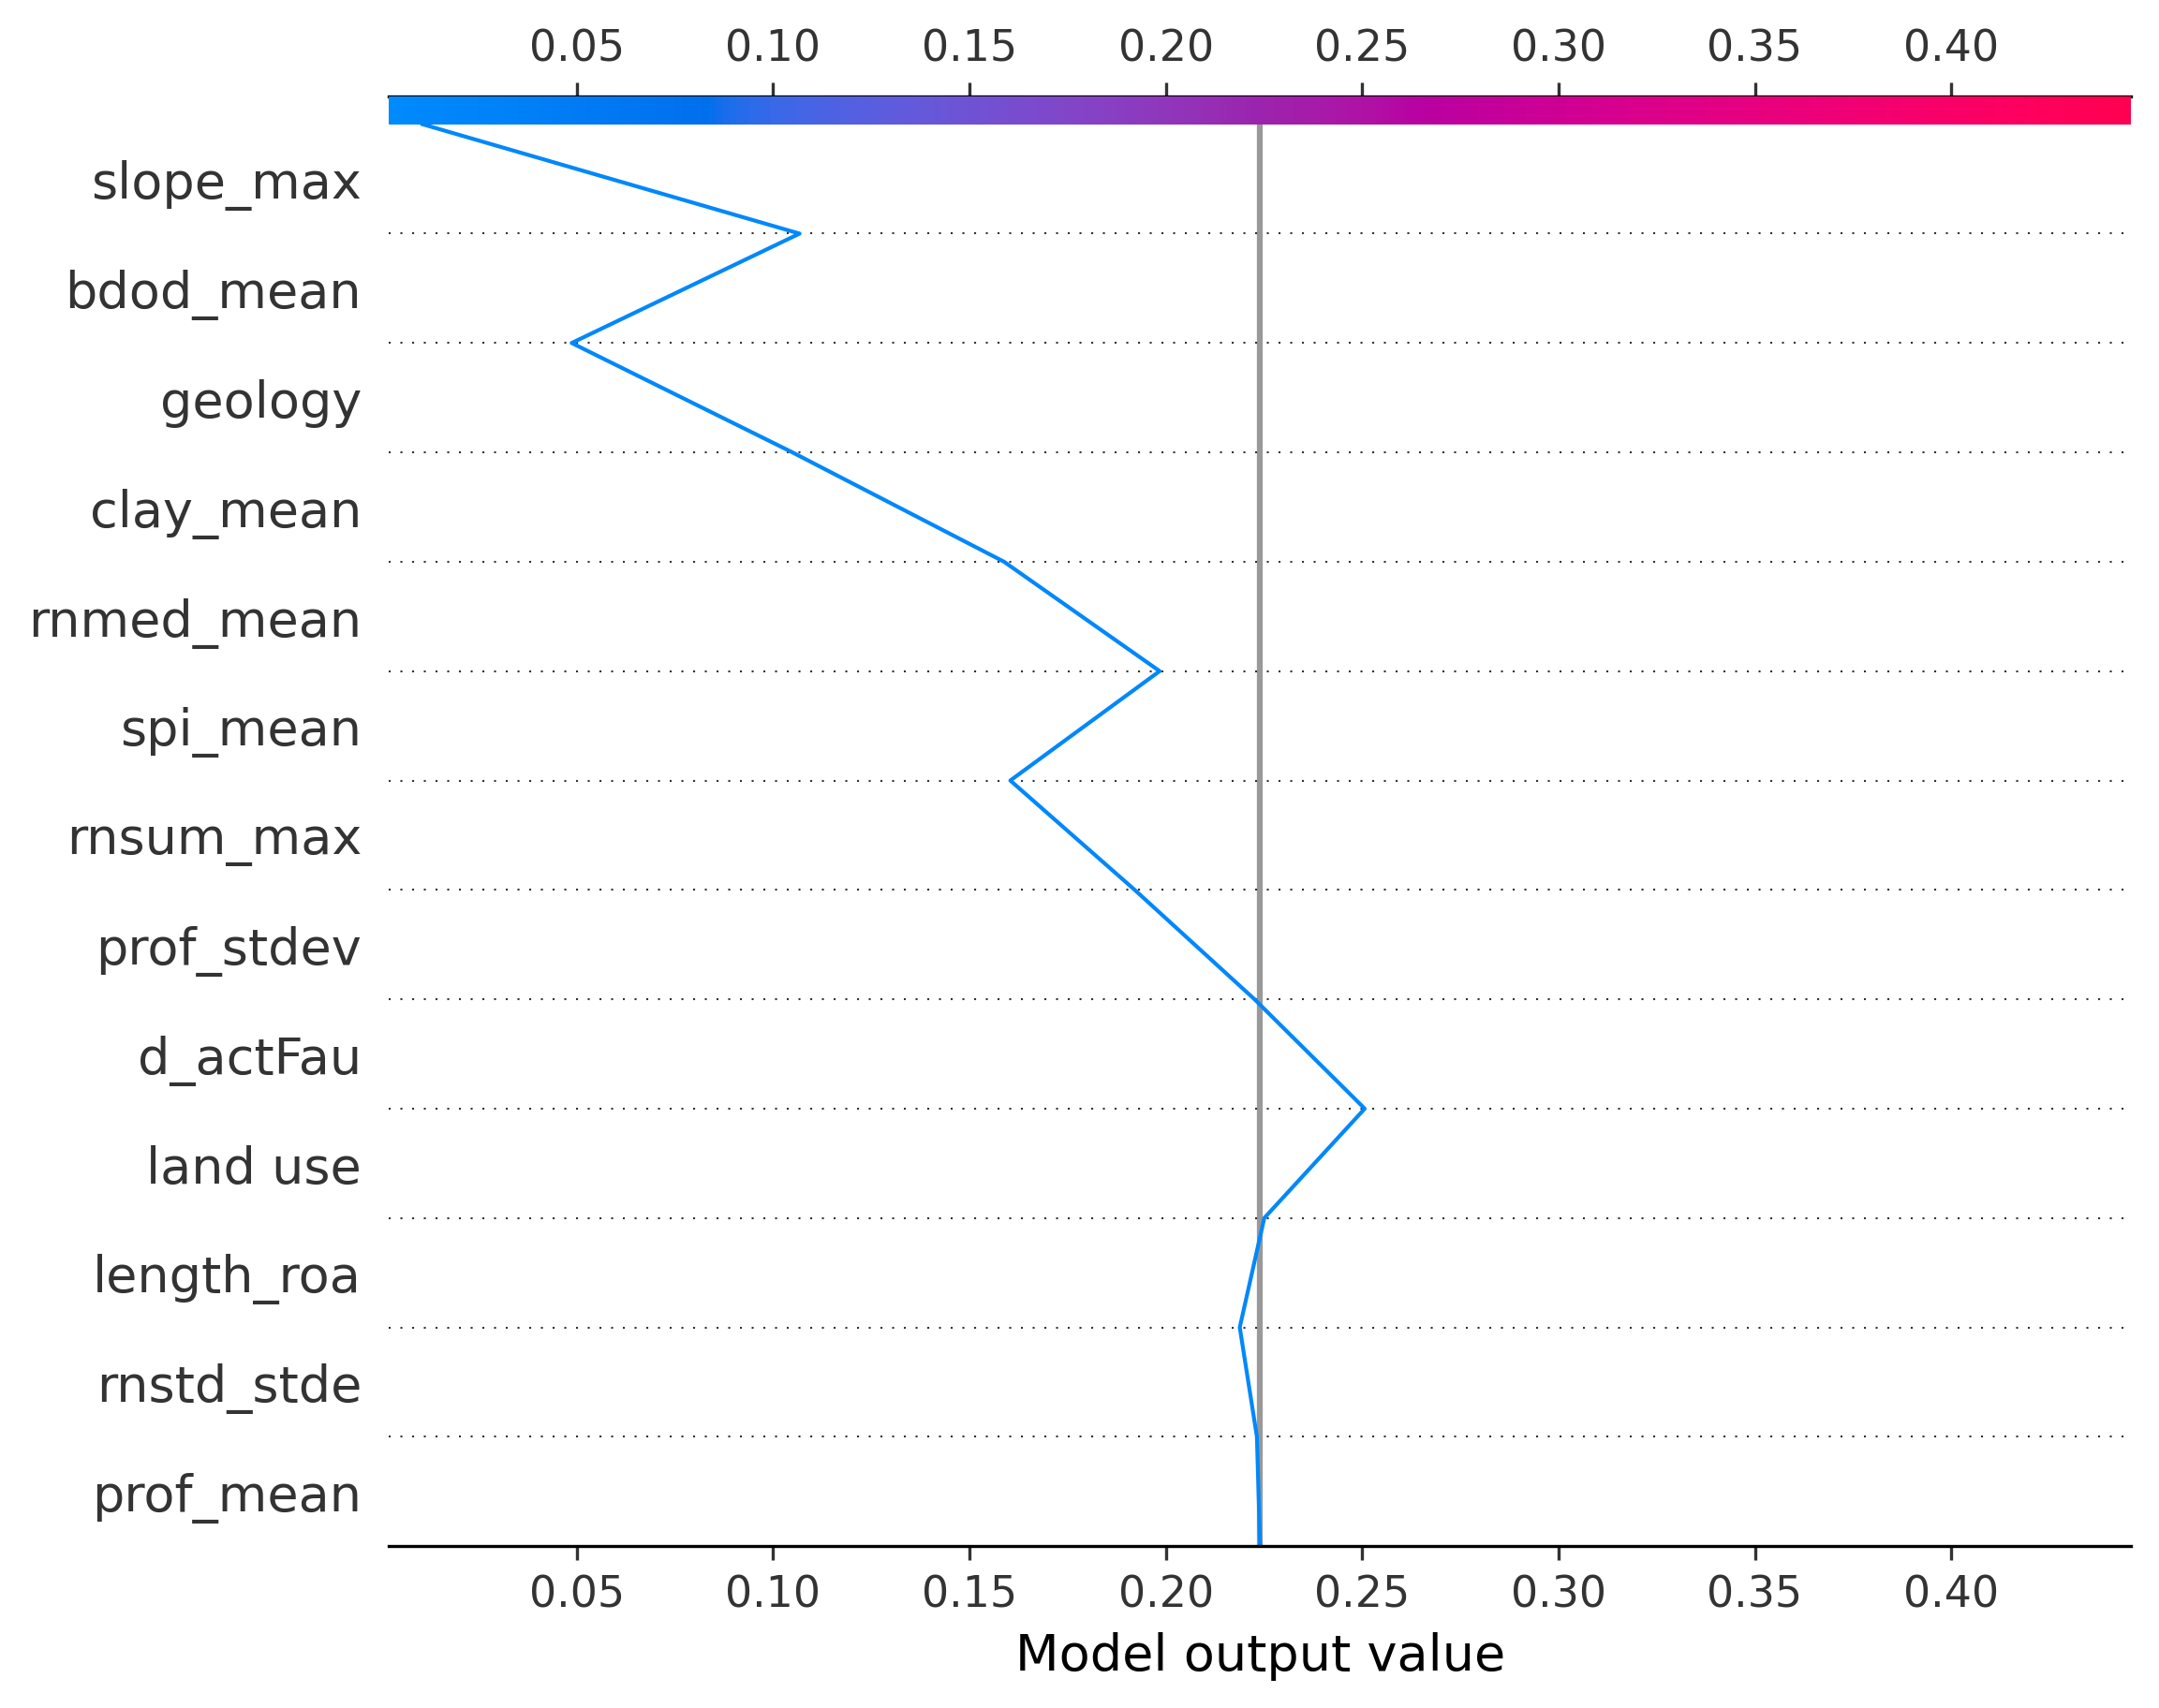 0.05 0.10 0.15 0.20 0.25 0.30 0.35 0.40
slope_max
bdod_mean
geology
clay_mean
rnmed_mean
spi_mean
rnsum_max
prof_stdev
d_actFau
land use
length_roa
rnstd_stde
prof_mean
0.05 0.10 0.15 0.20 0.25 0.30 0.35 0.40
Model output value